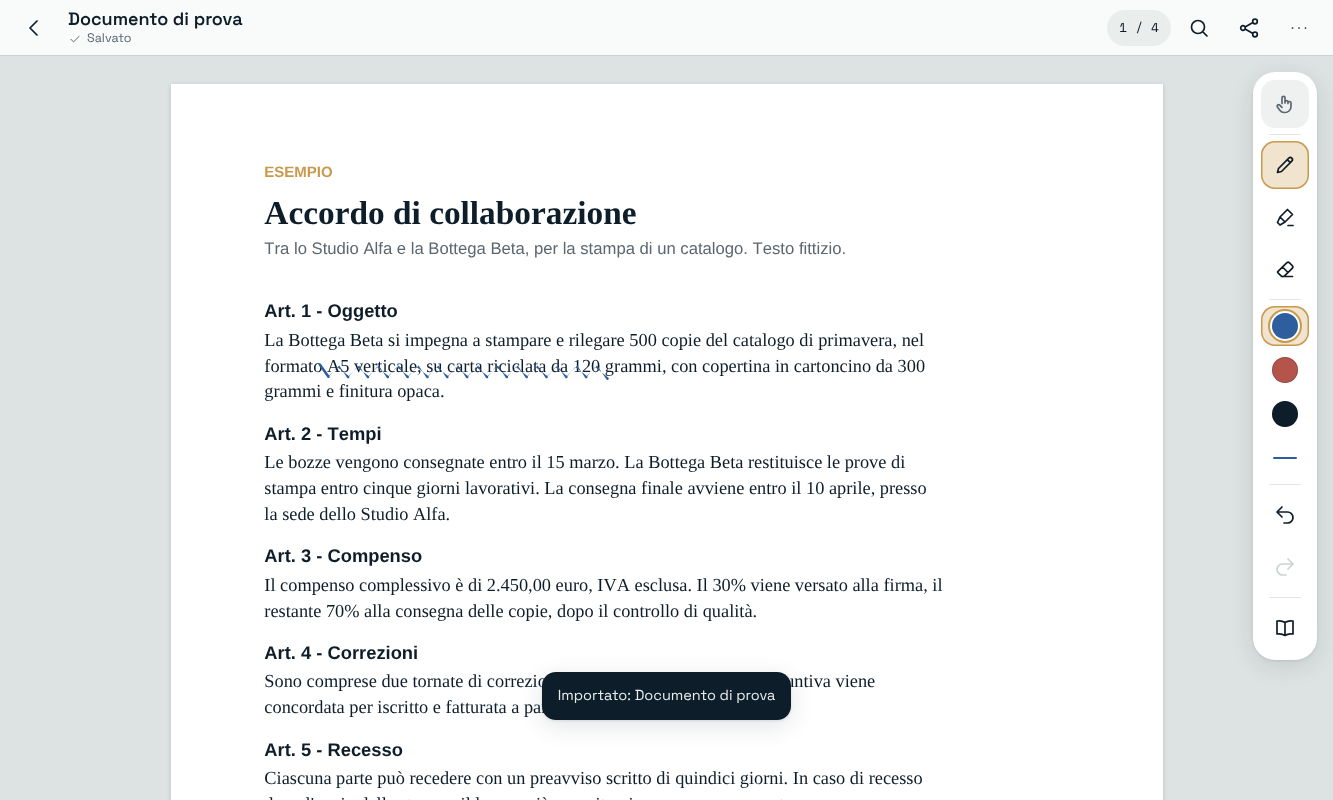 Documento di prova
Salvato
1 / 4
ESEMPIO
Accordo di collaborazione
Tra lo Studio Alfa e la Bottega Beta, per la stampa di un catalogo. Testo fittizio.
Art. 1 - Oggetto
La Bottega Beta si impegna a stampare e rilegare 500 copie del catalogo di primavera, nel
formato A5 verticale, su carta riciclata da 120 grammi, con copertina in cartoncino da 300
grammi e finitura opaca.
Art. 2 - Tempi
Le bozze vengono consegnate entro il 15 marzo. La Bottega Beta restituisce le prove di
stampa entro cinque giorni lavorativi. La consegna finale avviene entro il 10 aprile, presso
la sede dello Studio Alfa.
Art. 3 - Compenso
Il compenso complessivo è di 2.450,00 euro, IVA esclusa. Il 30% viene versato alla firma, il
restante 70% alla consegna delle copie, dopo il controllo di qualità.
Art. 4 - Correzioni
Sono comprese due tornate di viene
concordata per iscritto e fatturata a
Importato: Documento di prova
Art. 5 - Recesso
Ciascuna parte può recedere con un preavviso scritto di quindici giorni. In caso di recesso